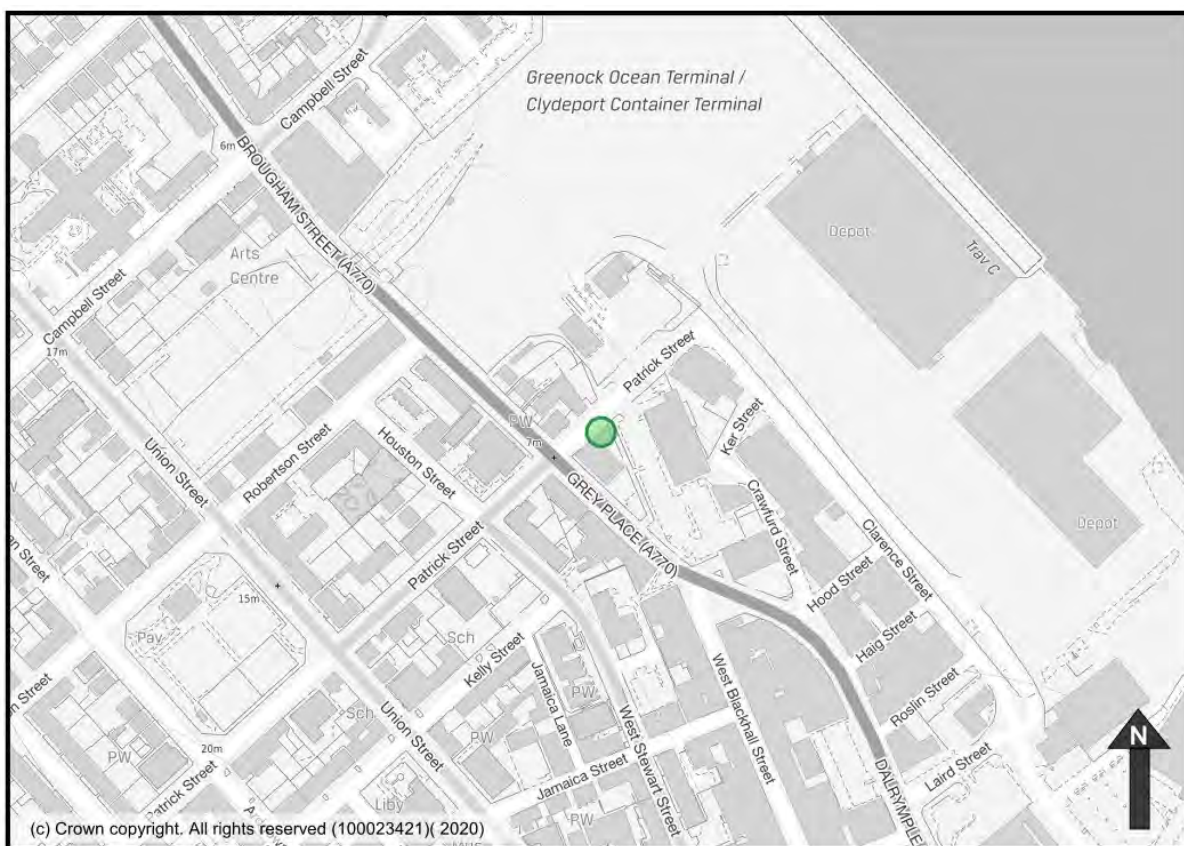 Greenock Ocean Terminal /
Clydeport Container Terminal
Campbell Street
6m
BROUGHAM STREET (A770)
Arts
Centre
Depot
Trav C
Campbell Street
17m
Patrick Street
PW
7m
Ker Street
Union Street
Robertson Street
Houston Street
GREY PLACE (A770)
Crawfurd Street
Clarence Street
Depot
Patrick Street
Hood Street
15m
Pav
Sch
Kelly Street
Haig Street
Jamaica Lane
West Blackhall Street
Roslin Street
Street
Sch
Union Street
PW
PW
West Stewart Street
N
20m
PW
Jamaica Street
Laird Street
DALRYMPLE
Patrick Street
Liby
PW
(c) Crown copyright. All rights reserved (100023421)( 2020)